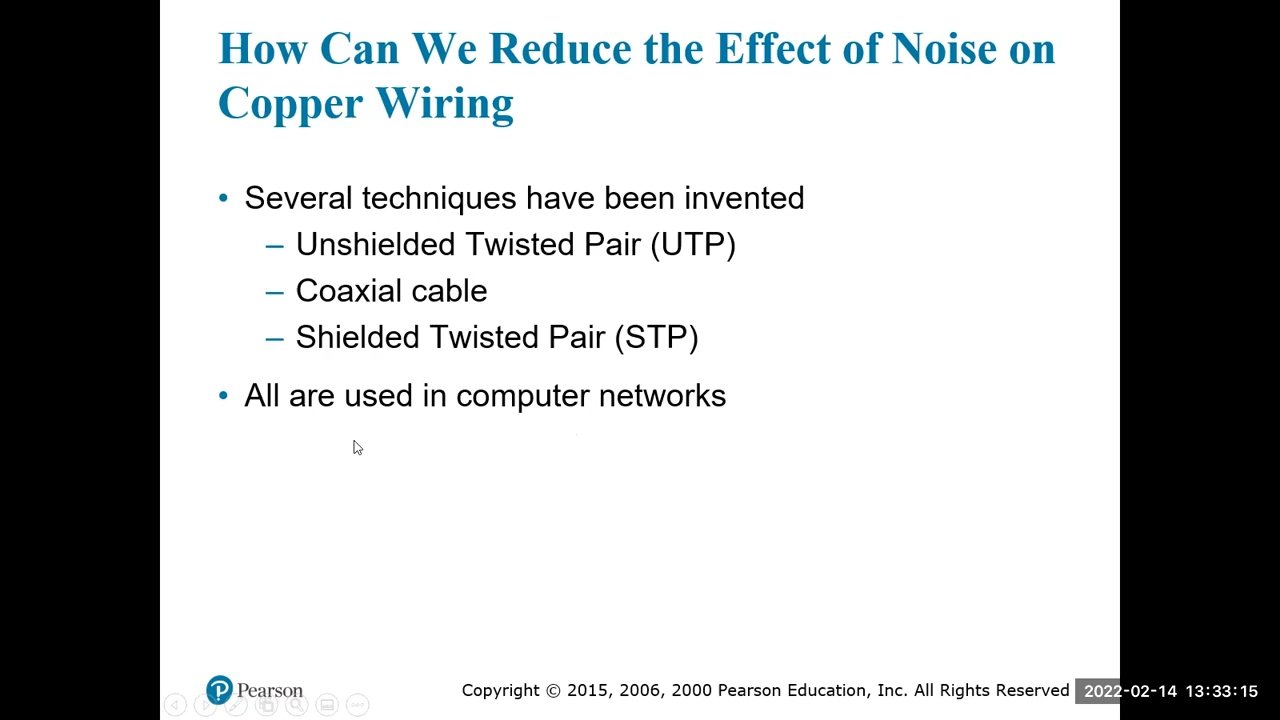 How Can We Reduce the Effect of Noise on
Copper Wiring
• Several techniques have been invented
– Unshielded Twisted Pair (UTP)
– Coaxial cable
– Shielded Twisted Pair (STP)
• All are used in computer networks
Pearson
Copyright © 2015, 2006, 2000 Pearson Education, Inc. All Rights Reserved
2022-02-14 13:33:15